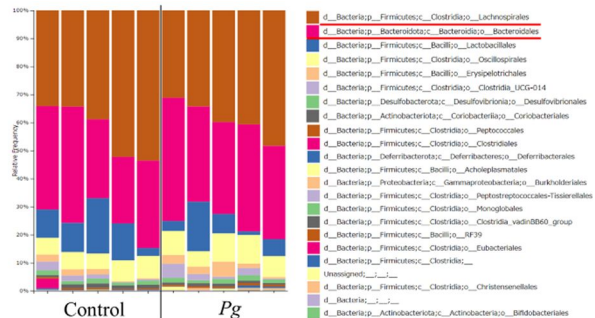 100%
90%
80%
70%
60%
50%
40%
30%
20%
10%
0%
Relative Frequency
Control
Pg
d__Bacteria;p__Firmicutes;c__Clostridia;o__Lachnospirales
d__Bacteria;p__Bacteroidota;c__Bacteroidia;o__Bacteroidales
d__Bacteria;p__Firmicutes;c__Bacilli;o__Lactobacillales
d__Bacteria;p__Firmicutes;c__Clostridia;o__Oscillospirales
d__Bacteria;p__Firmicutes;c__Bacilli;o__Erysipelotrichales
d__Bacteria;p__Firmicutes;c__Clostridia;o__Clostridia_UCG-014
d__Bacteria;p__Desulfobacterota;c__Desulfovibrionia;o__Desulfovibrionales
d__Bacteria;p__Actinobacteriota;c__Coriobacteriia;o__Coriobacteriales
d__Bacteria;p__Firmicutes;c__Clostridia;o__Peptococcales
d__Bacteria;p__Firmicutes;c__Clostridia;o__Clostridiales
d__Bacteria;p__Deferribacterota;c__Deferribacteres;o__Deferribacterales
d__Bacteria;p__Firmicutes;c__Bacilli;o__Acholeplasmatales
d__Bacteria;p__Proteobacteria;c__Gammaproteobacteria;o__Burkholderiales
d__Bacteria;p__Firmicutes;c__Clostridia;o__Peptostreptococcales-Tissierellales
d__Bacteria;p__Firmicutes;c__Clostridia;o__Monoglobales
d__Bacteria;p__Firmicutes;c__Clostridia;o__Clostridia_vadinBB60_group
d__Bacteria;p__Firmicutes;c__Bacilli;o__RF39
d__Bacteria;p__Firmicutes;c__Clostridia;o__Eubacteriales
d__Bacteria;p__Firmicutes;c__Clostridia;__
Unassigned;__;__;__
d__Bacteria;p__Firmicutes;c__Clostridia;o__Christensenellales
d__Bacteria;__;__;__
d__Bacteria;p__Actinobacteriota;c__Actinobacteria;o__Bifidobacteriales